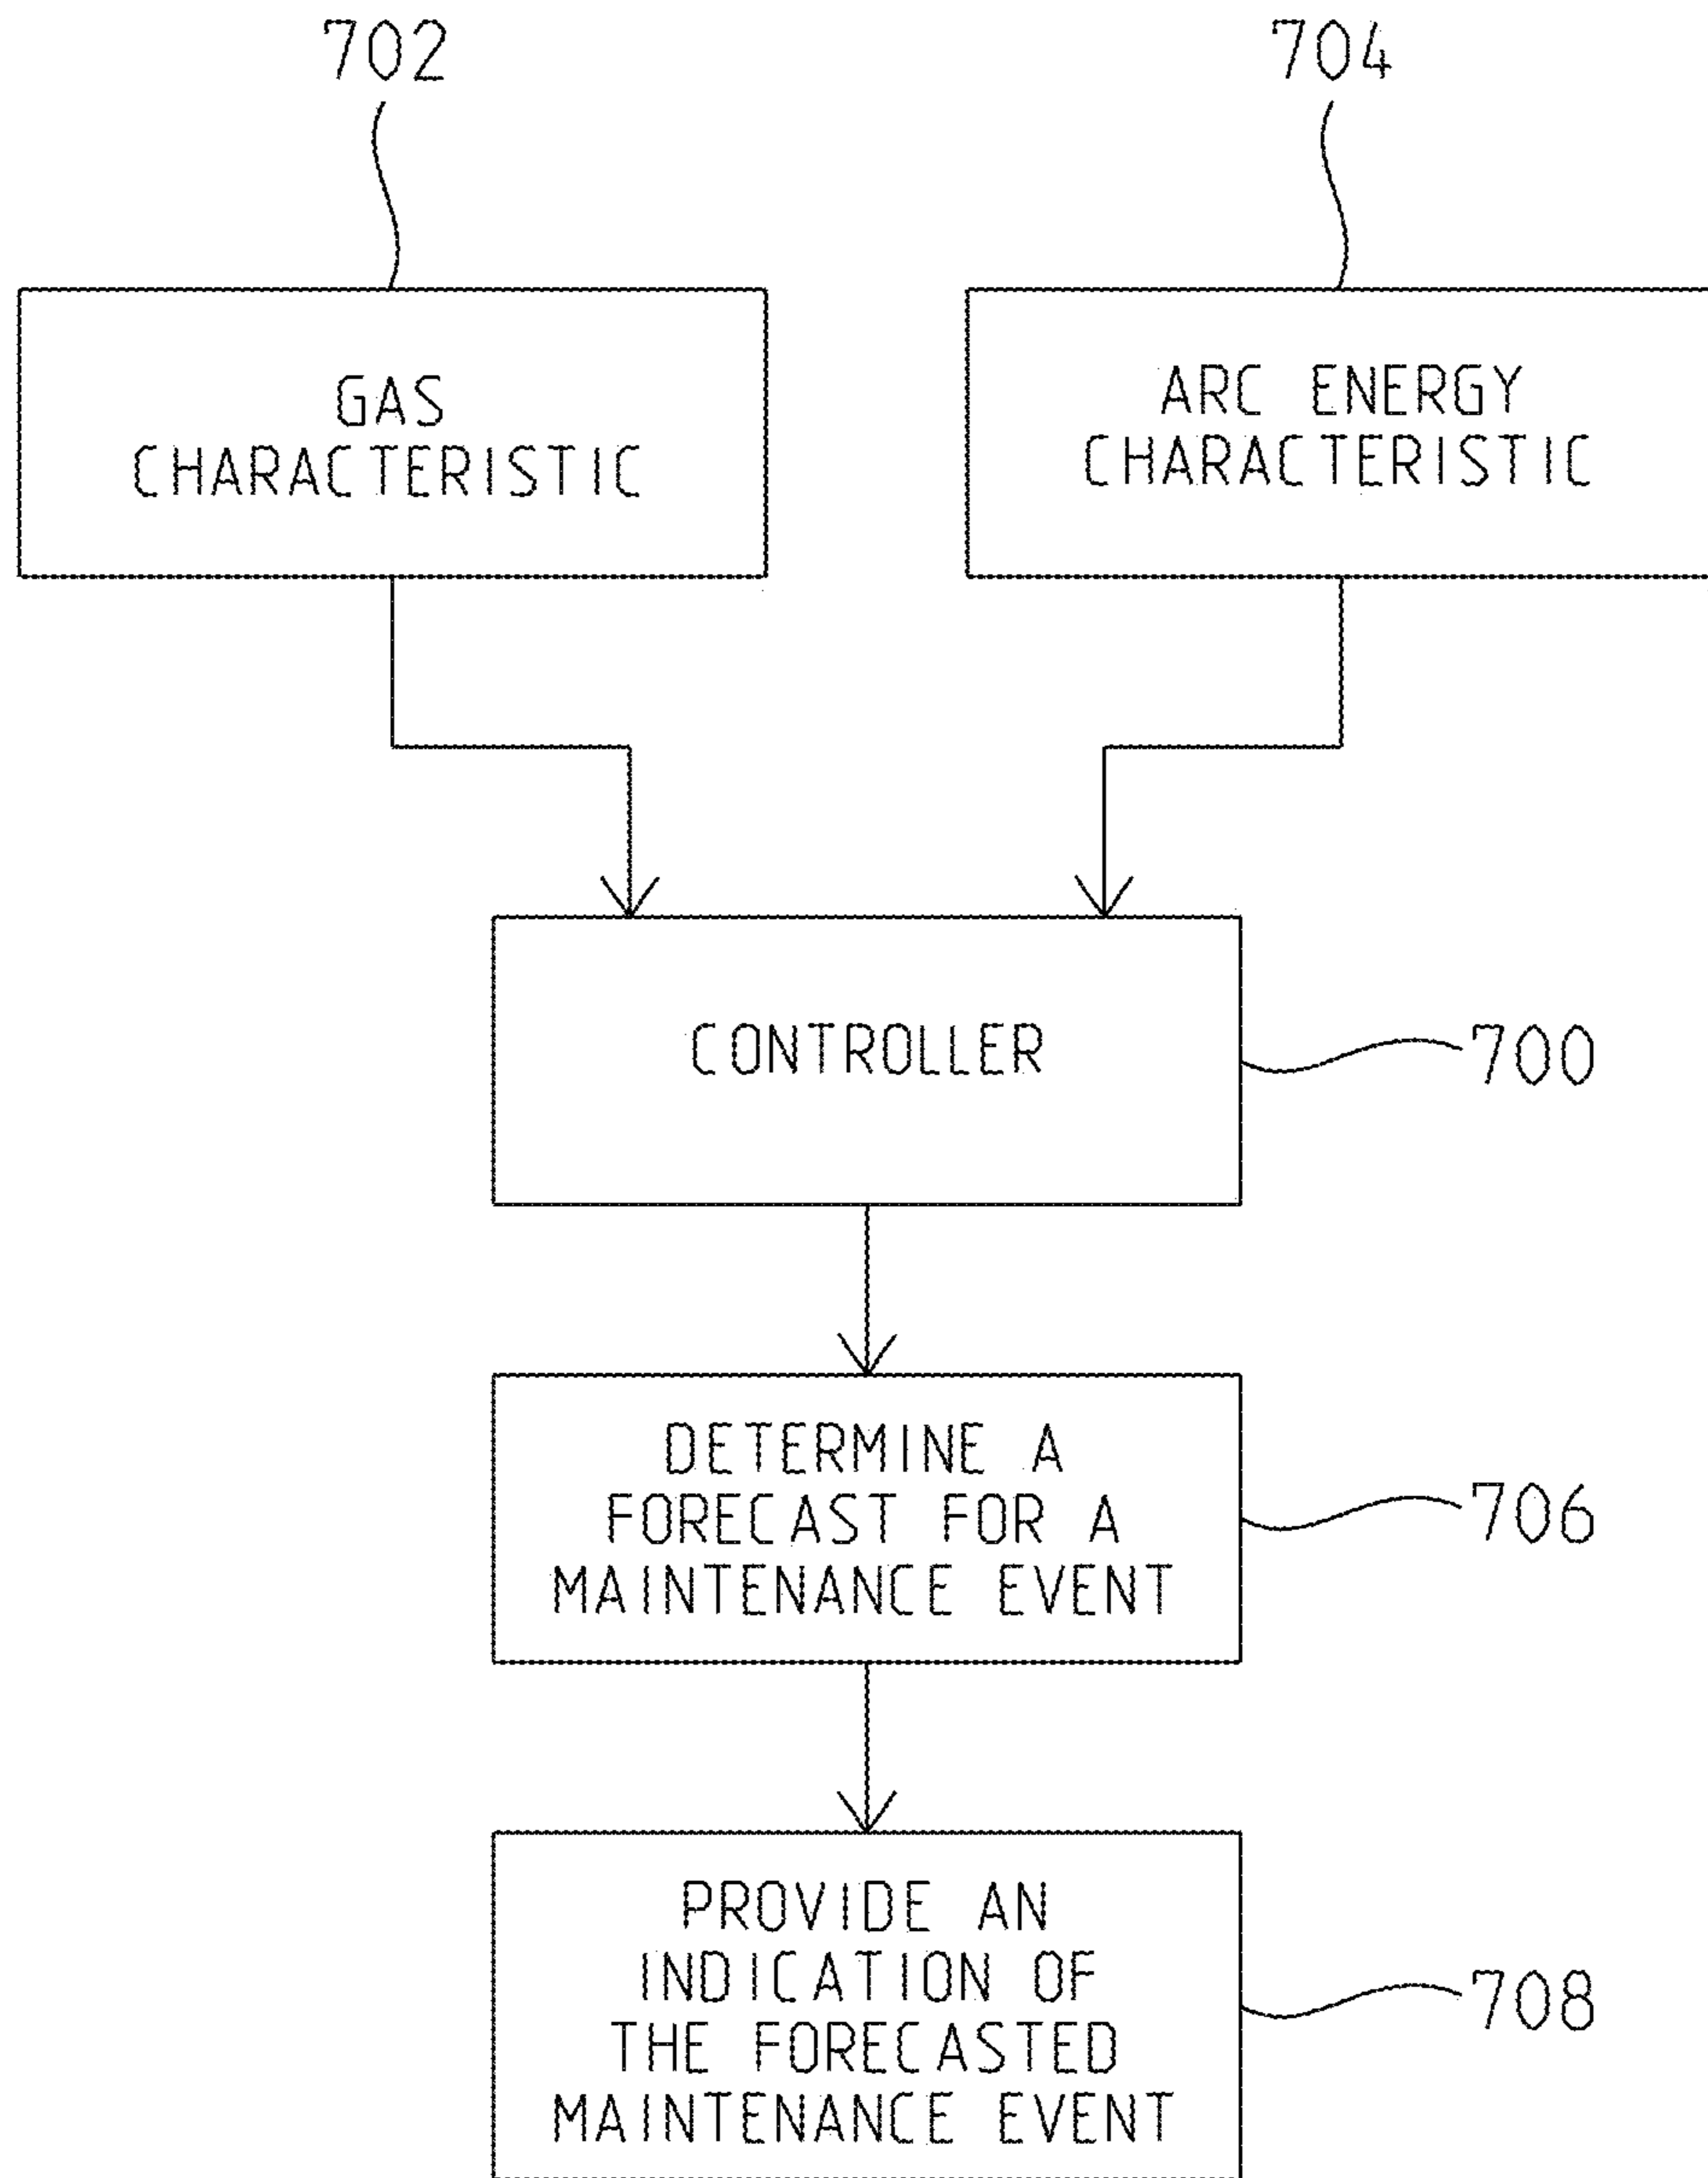 702
704
GAS
CHARACTERISTIC
ARC ENERGY
CHARACTERISTIC
CONTROLLER
700
DETERMINE A
FORECAST FOR A
MAINTENANCE EVENT
706
PROVIDE AN
INDICATION OF
THE FORECASTED
MAINTENANCE EVENT
708